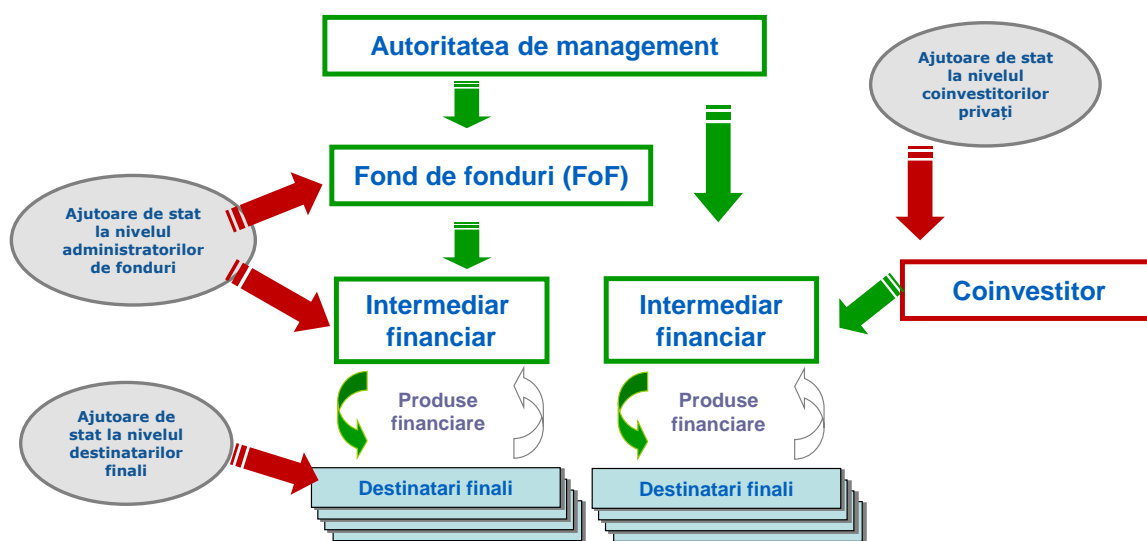 Autoritatea de management
Ajutoare de stat
la nivelul
coinvestitorilor
privați
Fond de fonduri (FoF)
Ajutoare de stat
la nivelul
administratorilor
de fonduri
Intermediar
financiar
Intermediar
financiar
Coinvestitor
Produse
financiare
Produse
financiare
Ajutoare de
stat la nivelul
destinatarilor
finali
Destinatari finali
Destinatari finali